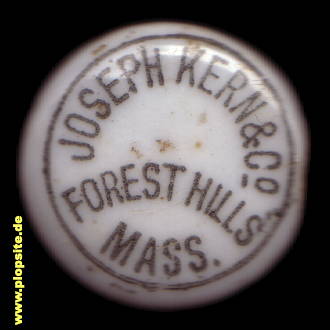 JOSEPH KERN & Co.
FOREST HILLS
MASS.
www.plopsite.de